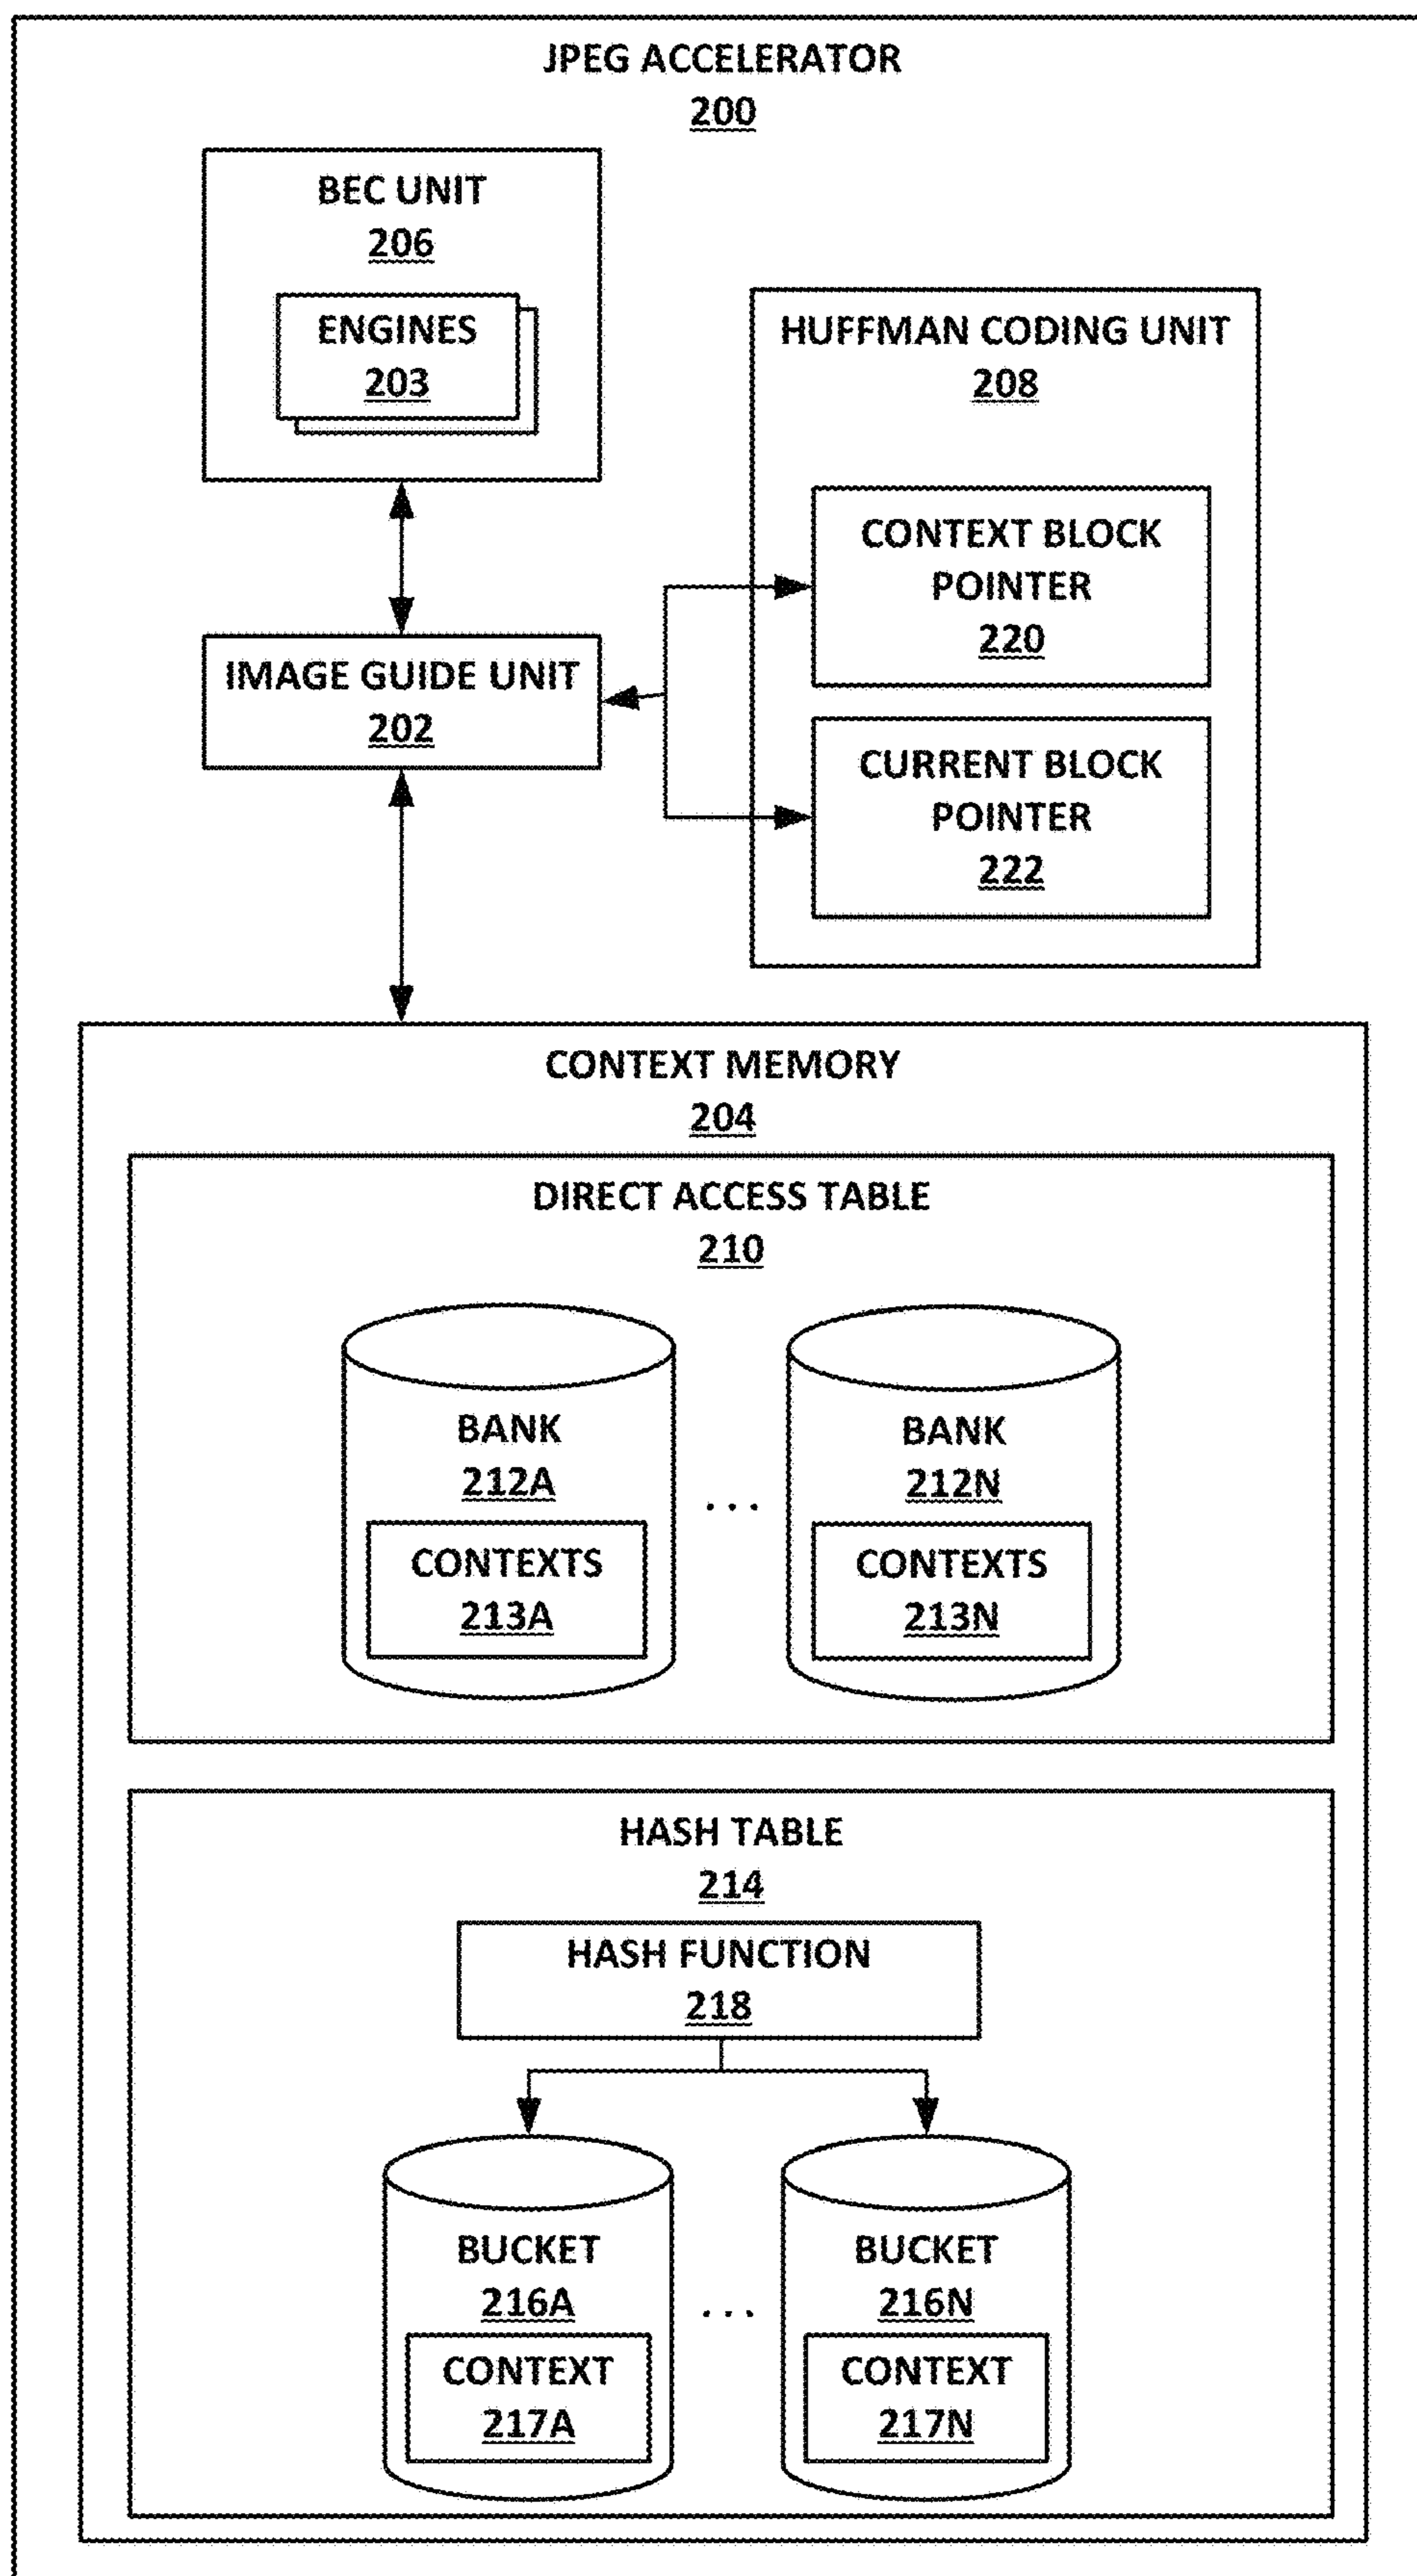 JPEG ACCELERATOR
200
BEC UNIT
206
ENGINES
203
HUFFMAN CODING UNIT
208
CONTEXT BLOCK
POINTER
220
IMAGE GUIDE UNIT
202
CURRENT BLOCK
POINTER
222
CONTEXT MEMORY
204
DIRECT ACCESS TABLE
210
BANK
212A
CONTEXTS
213A
...
BANK
212N
CONTEXTS
213N
HASH TABLE
214
HASH FUNCTION
218
BUCKET
216A
CONTEXT
217A
...
BUCKET
216N
CONTEXT
217N